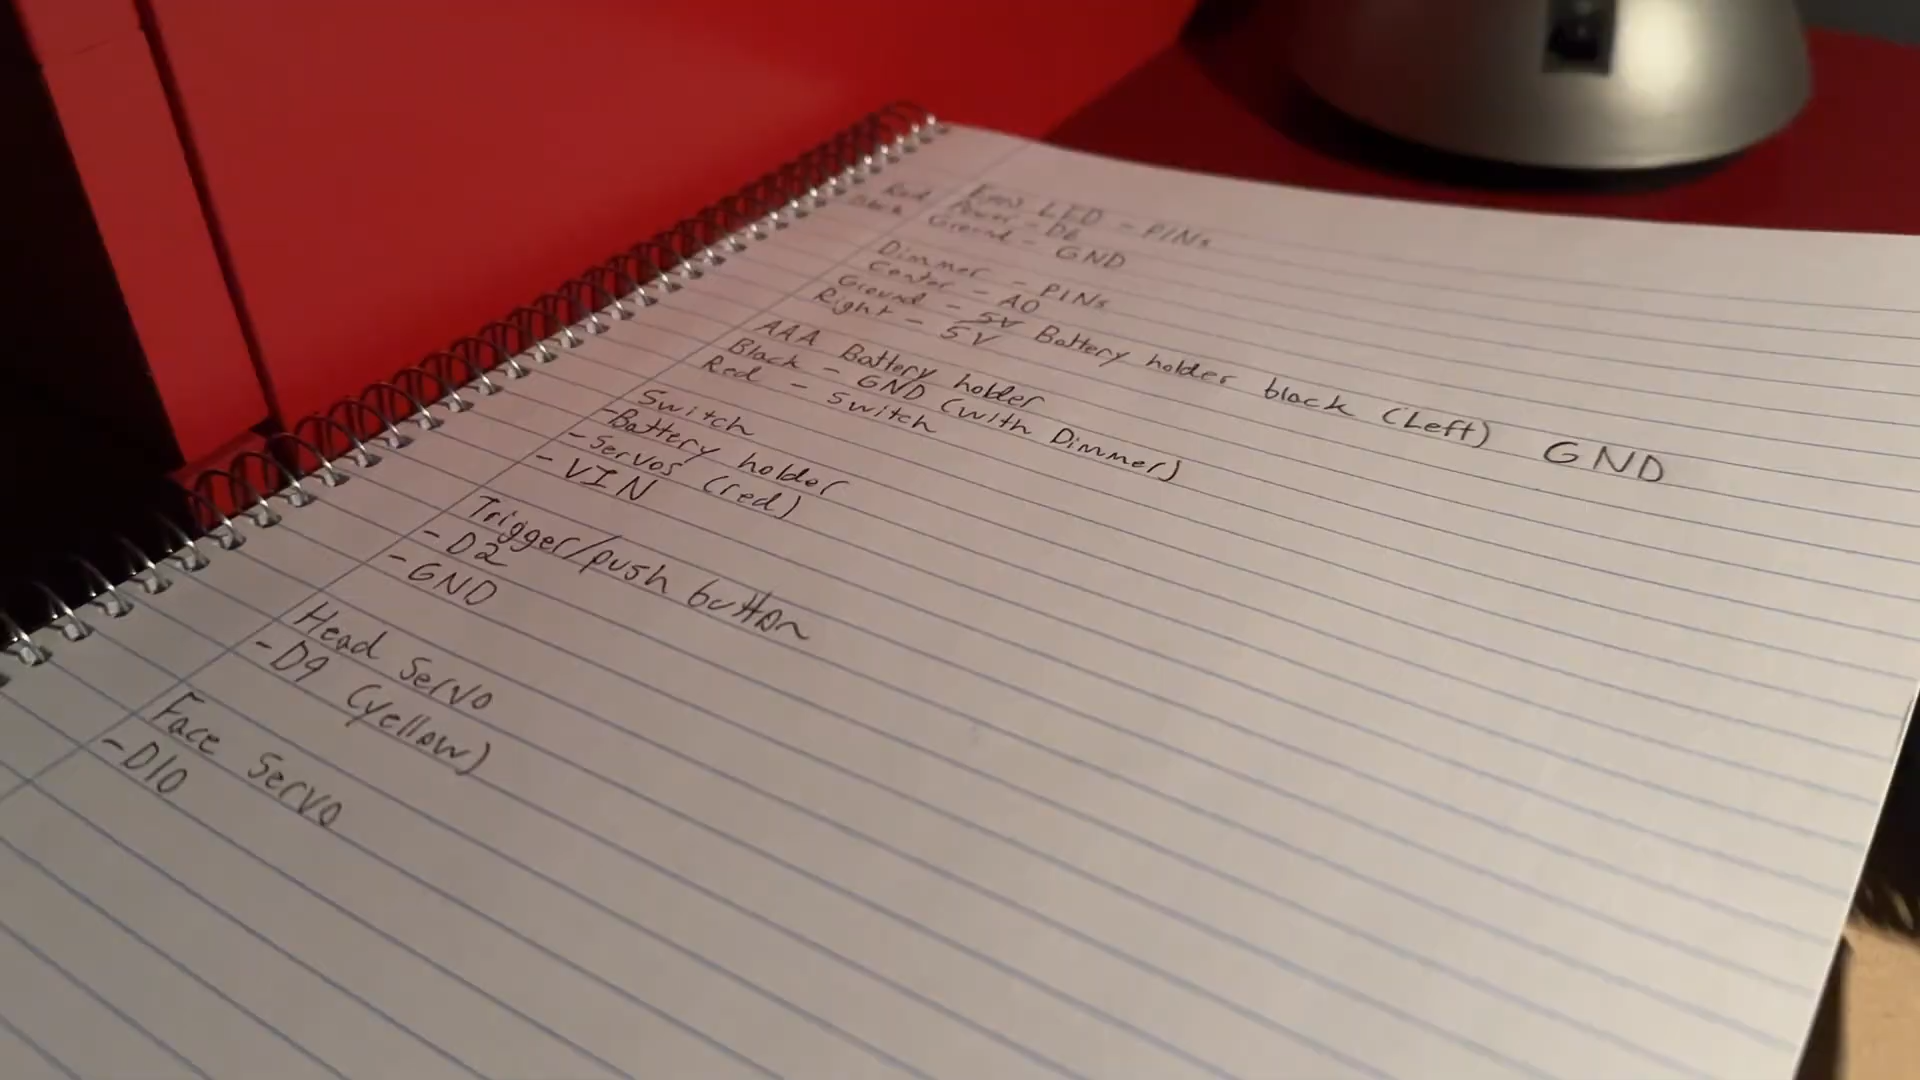 LED - PINs
Red Power - D6
Black Ground - GND
Dimmer - PINs
Center - A0
Ground - 5V Battery holder black (Left) GND
Right - 5V
AAA Battery holder
Black - GND (with Dimmer)
Red - Switch
Switch
-Battery holder
-Servos (red)
-VIN
Trigger/push button
-D2
-GND
Head Servo
-D9 (yellow)
Face Servo
-D10